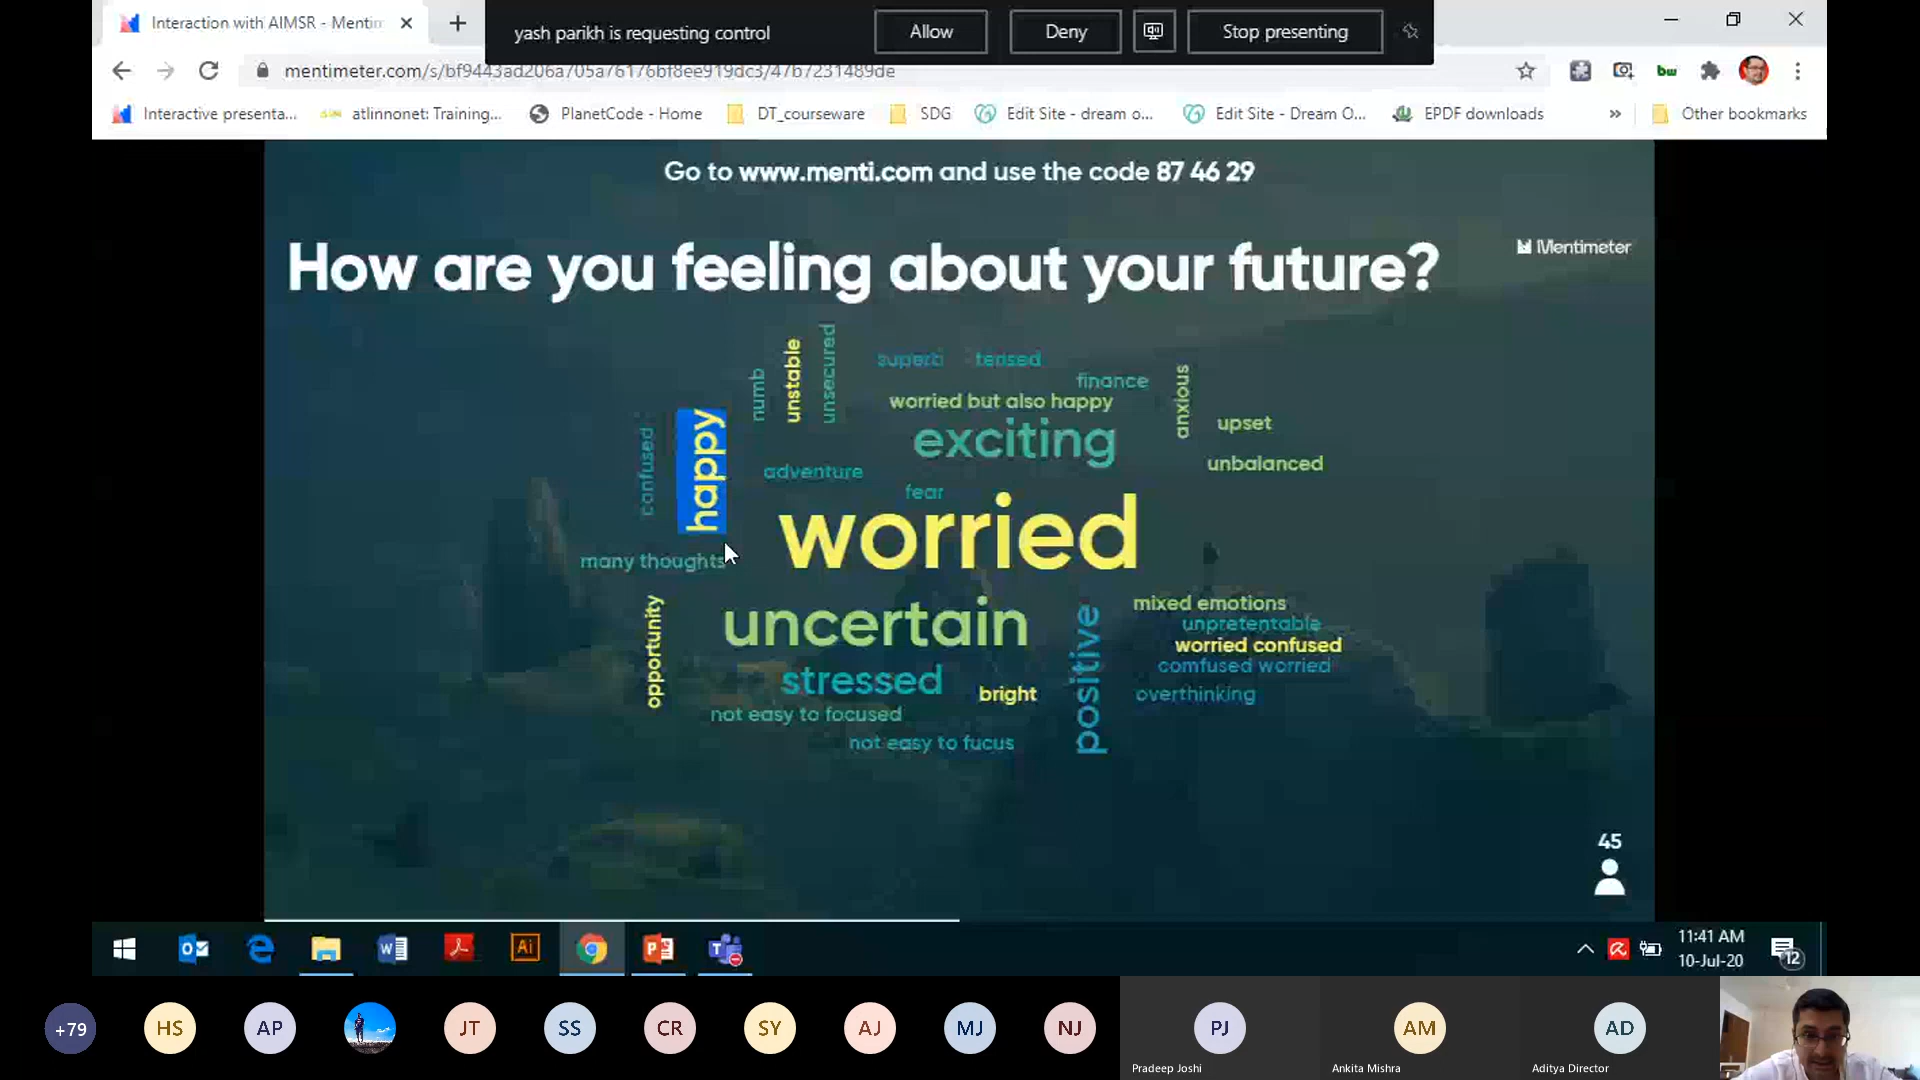 Interaction with AIMSR - Mentim
yash parikh is requesting control
Allow
Deny
Stop presenting
mentimeter.com/s/bf9443ad206a705a76176bf8ee919dc3/47b7231489de
Interactive presenta...
atlinnonet: Training...
PlanetCode - Home
DT_courseware
SDG
Edit Site - dream o...
Edit Site - Dream O...
EPDF downloads
Other bookmarks
Go to www.menti.com and use the code 87 46 29
How are you feeling about your future?
Mentimeter
numb
unstable
unsecured
superb
tensed
finance
anxious
worried but also happy
upset
exciting
unbalanced
confused
happy
adventure
fear
worried
many thoughts
opportunity
uncertain
positive
mixed emotions
unpretentable
worried confused
comfused worried
stressed
bright
overthinking
not easy to focused
not easy to fucus
45
11:41 AM
10-Jul-20
12
+79
HS
AP
JT
SS
CR
SY
AJ
MJ
NJ
PJ
AM
AD
Pradeep Joshi
Ankita Mishra
Aditya Director